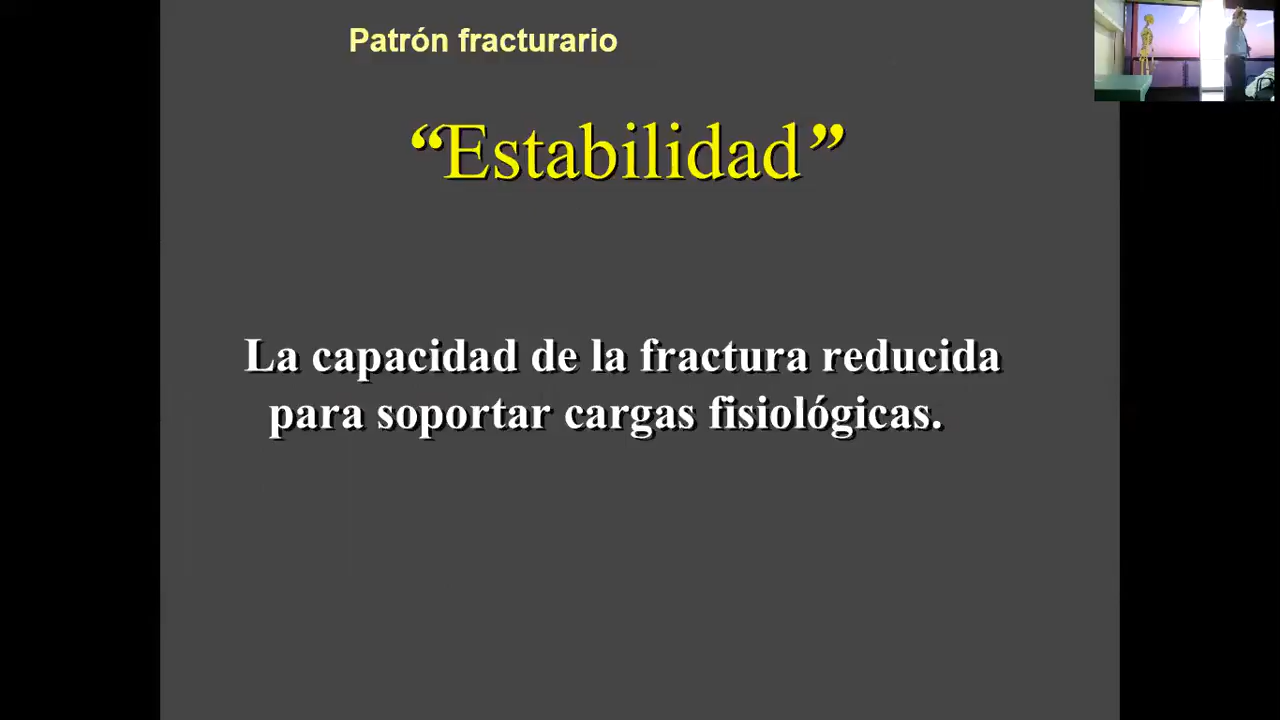 Patrón fracturario
“Estabilidad”
La capacidad de la fractura reducida
para soportar cargas fisiológicas.